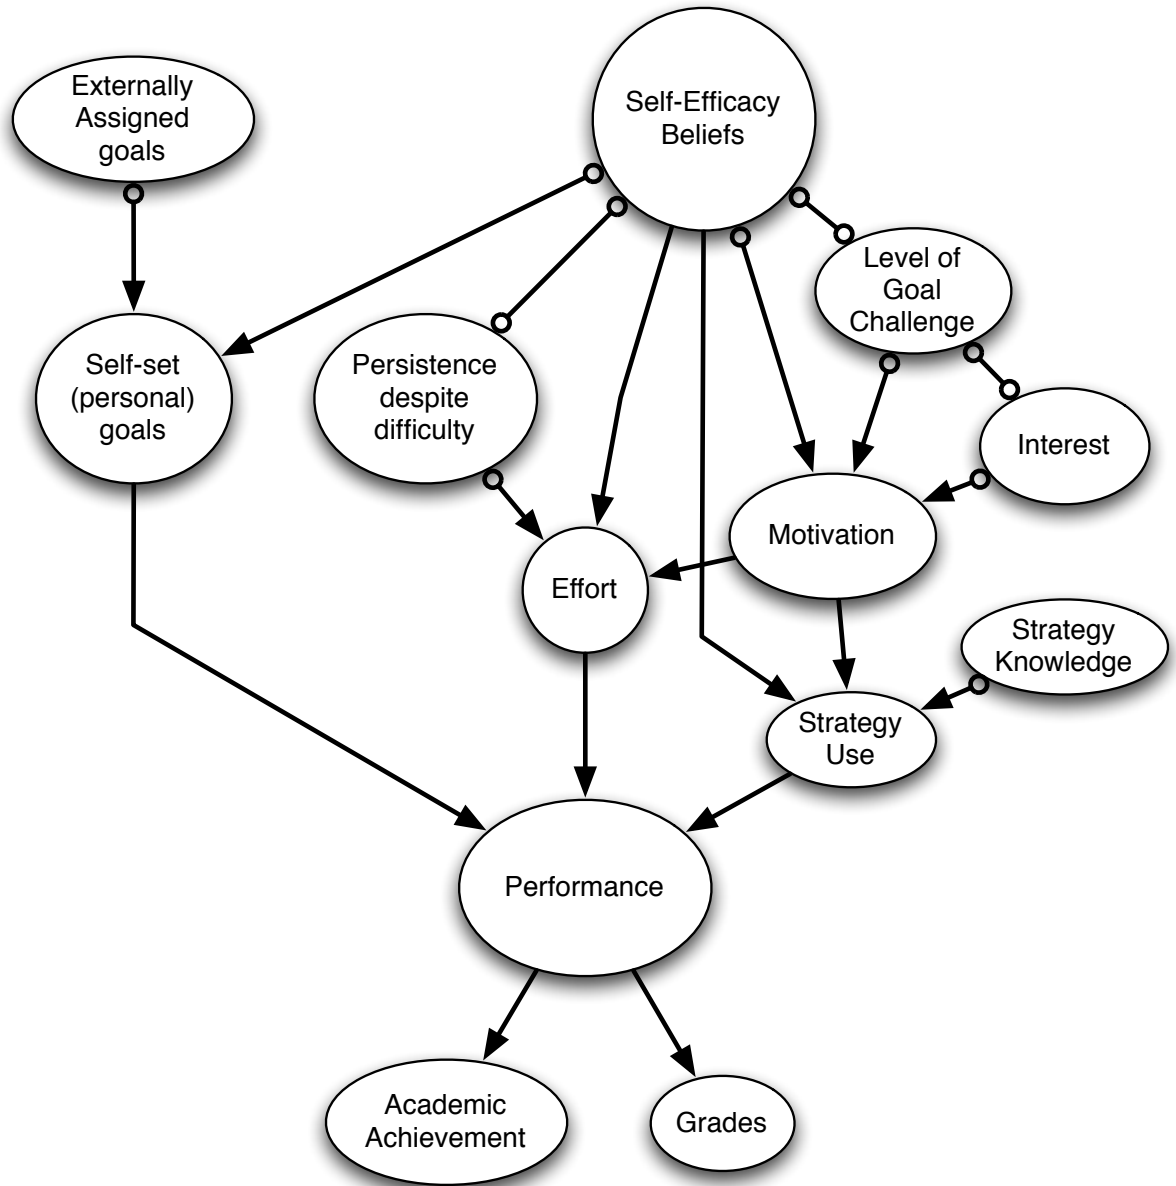 Externally
Assigned
goals
Self-Efficacy
Beliefs
Level of
Goal
Challenge
Self-set
(personal)
goals
Persistence
despite
difficulty
Interest
Motivation
Effort
Strategy
Knowledge
Strategy
Use
Performance
Academic
Achievement
Grades